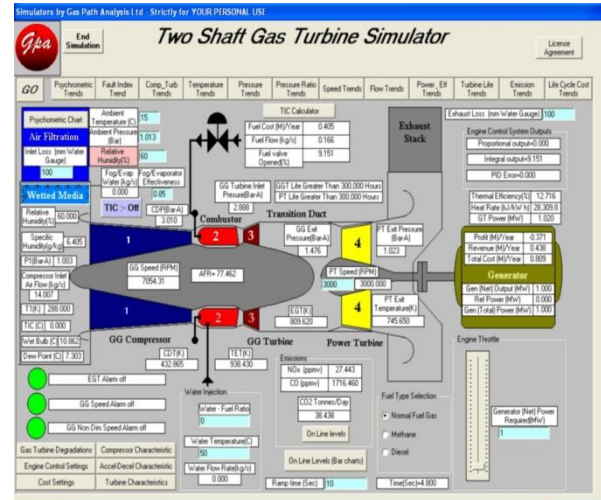 Simulators by Gas Path Analysis Ltd - Strictly for YOUR PERSONAL USE
Gpa
End Simulation
Two Shaft Gas Turbine Simulator
License Agreement
GO
Psychrometric Trends
Fault Index Trend
Comp_Turb Trends
Temperature Trends
Pressure Trends
Pressure Ratio Trends
Speed Trends
Flow Trends
Power_Eff Trends
Turbine Life Trends
Emission Trends
Life Cycle Cost Trends
Psychometric Chart
Ambient Temperature (C) 15
Air Filtration
Ambient Pressure (Bar) 1.013
Inlet Loss (mm Water Gauge) 100
Relative Humidity(%) 60
Fog/Evap Water(kg/s) 0.000
Fog/Evaporator Effectiveness 0.85
Wetted Media
TIC :- Off
CDP(Bar-A) 3.010
Relative Humidity(%) 60.000
Specific Humidity(g/kg) 6.405
P1(Bar-A) 1.003
Compressor Inlet Air Flow (kg/s) 14.007
T1(K) 288.000
TIC (C) 0.000
Wet Bulb (C) 10.862
Dew Point (C) 7.303
TIC Calculator
Fuel Cost (M)/Year 0.405
Fuel Flow (kg/s) 0.166
Fuel valve Opened(%) 9.151
GG Turbine Inlet Pressure(Bar-A) 2.888
GGT Life Greater Than 300,000 Hours
PT Life Greater Than 300,000 Hours
Combustor
Transition Duct
GG Exit Pressure(Bar-A) 1.476
PT Exit Pressure (Bar-A) 1.023
1
2
3
4
GG Speed (RPM) 7054.31
AFR= 77.462
PT Speed (RPM)
3000 3000.000
1
2
3
4
EGT(K) 809.620
PT Exit Temperature(K) 745.650
GG Compressor
GG Turbine
Power Turbine
CDT(K) 432.865
TET(K) 938.430
Exhaust Stack
Exhaust Loss (mm Water Gauge) 100
Engine Control System Outputs
Proportional output=0.000
Integral output=9.151
PID Error=0.000
Thermal Efficiency(%) 12.716
Heat Rate (kJ/kW h) 28,309.8
GT Power (MW) 1.020
Profit (M)/Year -0.371
Revenue (M)/Year 0.438
Total Cost (M)/Year 0.809
Generator
Gen (Net) Output (MW) 1.000
Ref Power (MW) 0.000
Gen (Total) Power (MW) 1.000
EGT Alarm off
GG Speed Alarm off
GG Non Din Speed Alarm off
Water Injection
Water - Fuel Ratio
0
Water Temperature(C)
50
Water Flow Rate(kg/s)
0.000
Emissions
NOx (ppmv) 27.443
CO (ppmv) 1716.460
CO2 Tonnes/Day
38.438
On Line levels
On Line Levels (Bar charts)
Fuel Type Selection
Normal Fuel Gas
Methane
Diesel
Engine Throttle
Generator (Net) Power Required(MW)
1
Gas Turbine Degradations
Compressor Characteristic
Engine Control Settings
Accel-Decel Characteristic
Cost Settings
Turbine Characteristics
Ramp time (Sec) 10
Time(Sec)=4.800